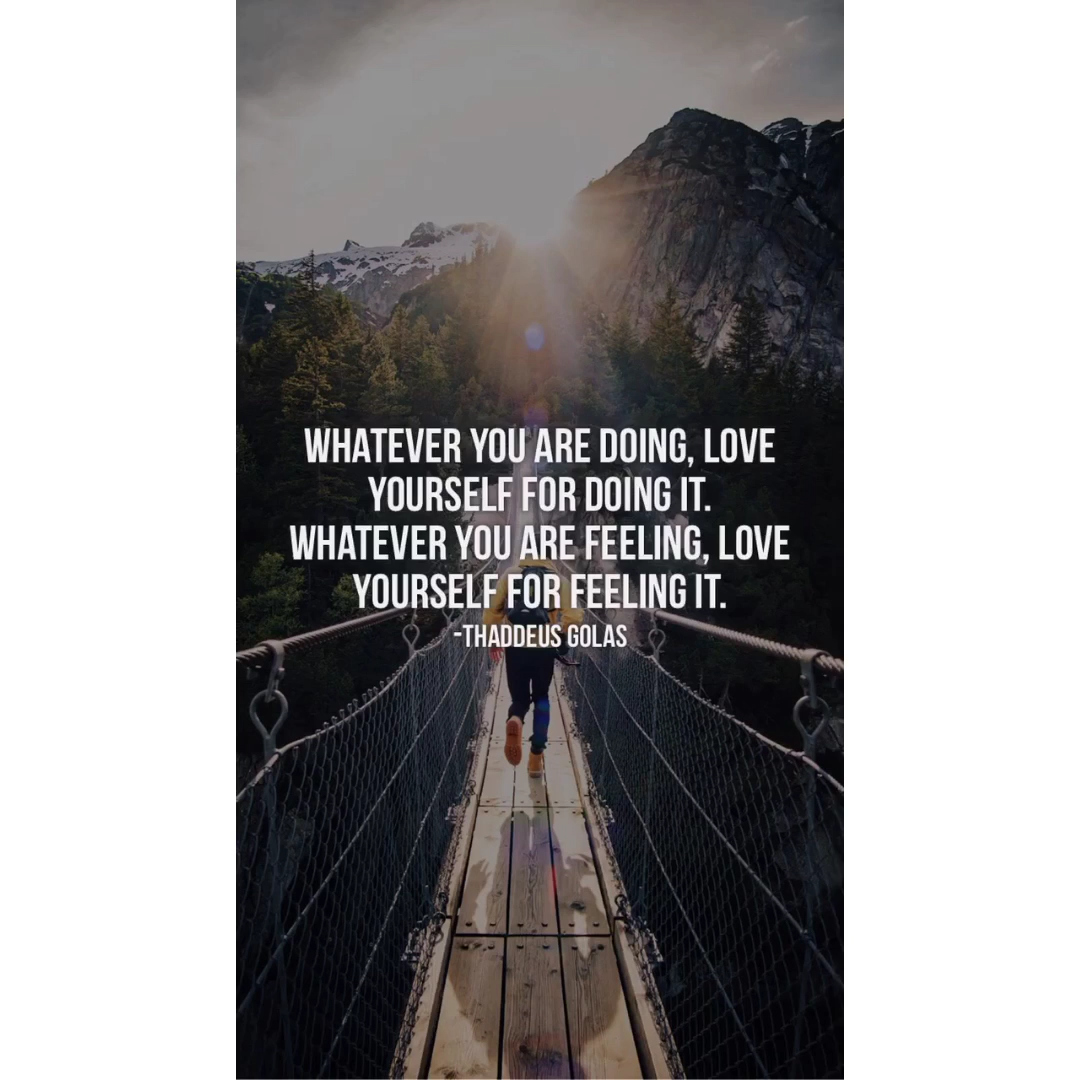 WHATEVER YOU ARE DOING, LOVE
YOURSELF FOR DOING IT.
WHATEVER YOU ARE FEELING, LOVE
YOURSELF FOR FEELING IT.
-THADDEUS GOLAS